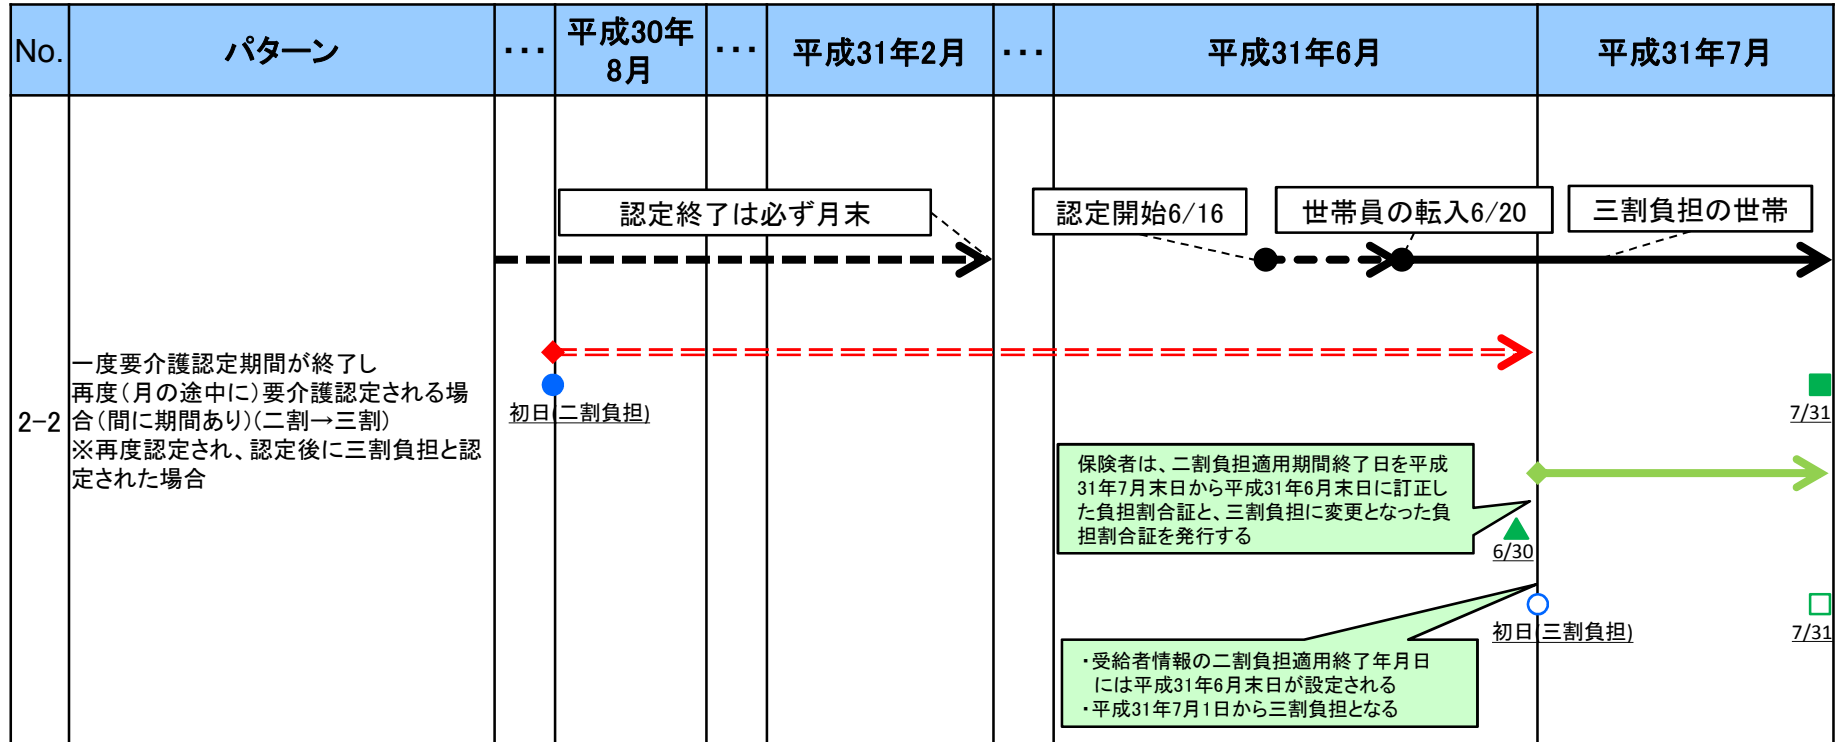 No.
パターン
・・・
平成30年
8月
・・・
平成31年2月
・・・
平成31年6月
平成31年7月
認定終了は必ず月末
認定開始6/16
世帯員の転入6/20
三割負担の世帯
2-2
一度要介護認定期間が終了し
再度(月の途中に)要介護認定される場
合(間に期間あり)(二割→三割)
※再度認定され、認定後に三割負担と認
定された場合
初日(二割負担)
7/31
保険者は、二割負担適用期間終了日を平成
31年7月末日から平成31年6月末日に訂正し
た負担割合証と、三割負担に変更となった負
担割合証を発行する
6/30
初日(三割負担)
7/31
・受給者情報の二割負担適用終了年月日
には平成31年6月末日が設定される
・平成31年7月1日から三割負担となる